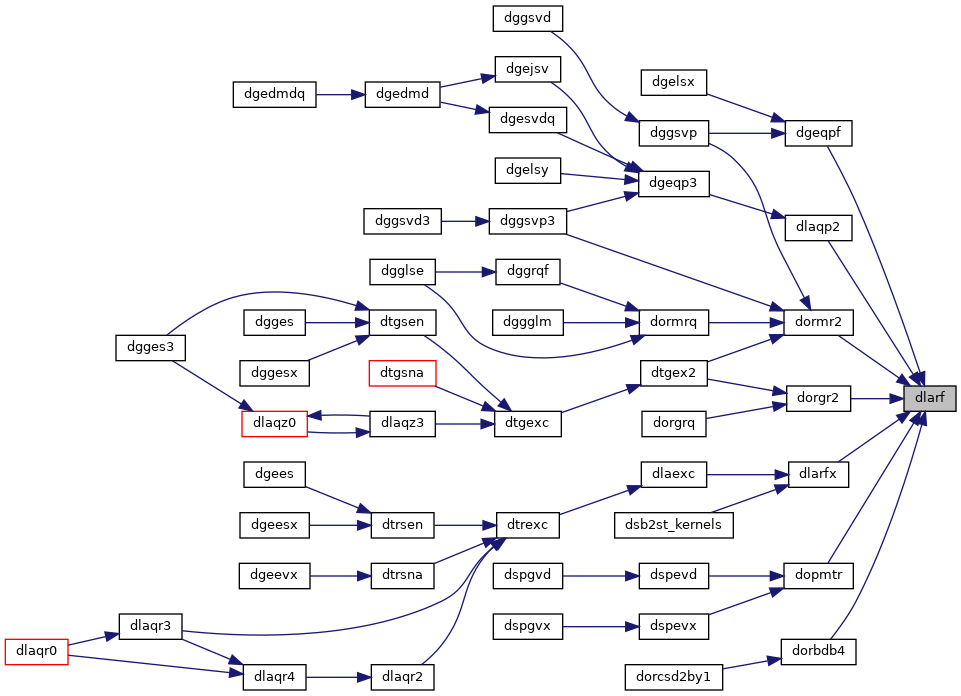 dggsvd
dgejsv
dgelsx
dgedmdq
dgedmd
dgesvdq
dggsvp
dgeqpf
dgelsy
dgeqp3
dggsvd3
dggsvp3
dlaqp2
dgglse
dggrqf
dgges
dtgsen
dggglm
dormrq
dormr2
dgges3
dggesx
dtgsna
dtgex2
dorgr2
dlarf
dlaqz0
dlaqz3
dtgexc
dorgrq
dgees
dlaexc
dlarfx
dgeesx
dtrsen
dtrexc
dsb2st_kernels
dgeevx
dtrsna
dspgvd
dspevd
dopmtr
dlaqr3
dspgvx
dspevx
dlaqr0
dorbdb4
dlaqr4
dlaqr2
dorcsd2by1